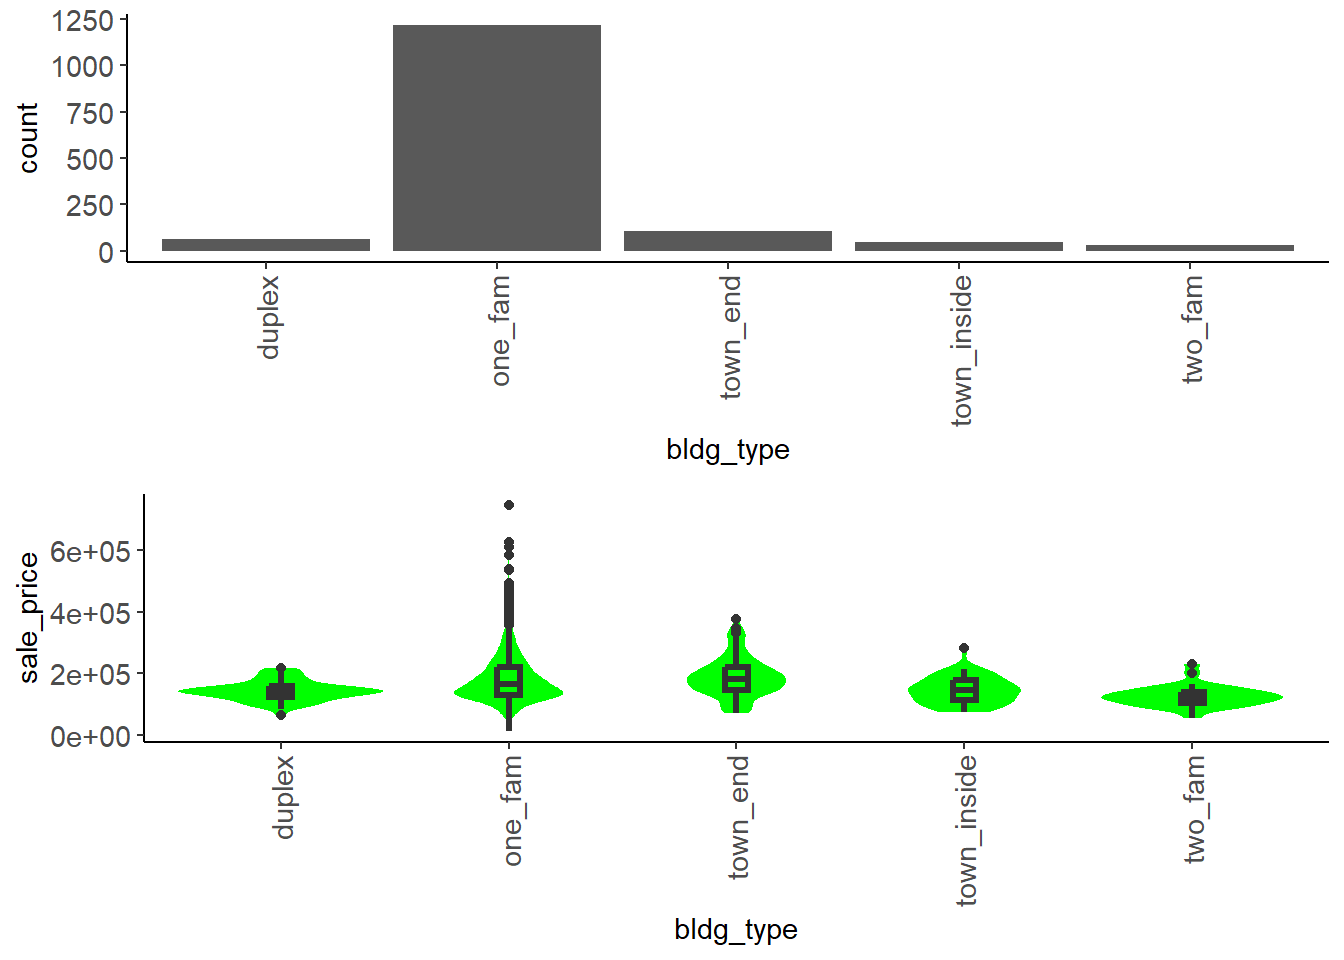 count
1250
1000
750
500
250
0
duplex
one_fam
town_end
town_inside
two_fam
bldg_type
sale_price
6e+05
4e+05
2e+05
0e+00
duplex
one_fam
town_end
town_inside
two_fam
bldg_type